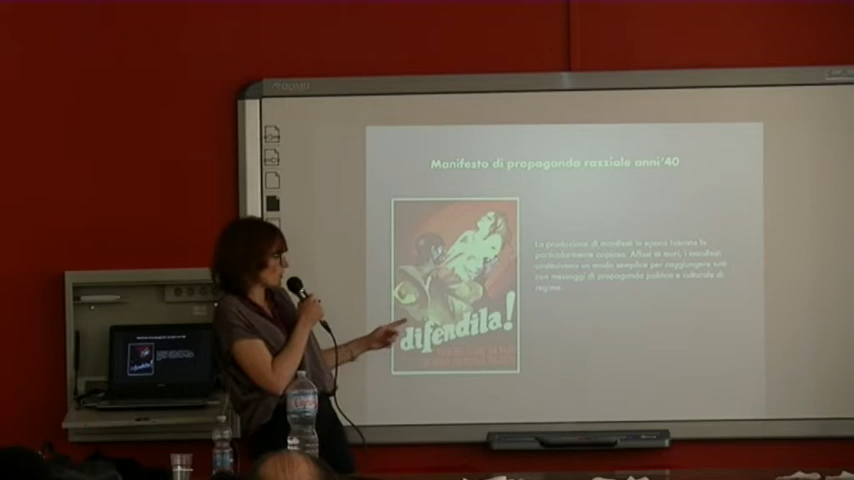 Manifesto di propaganda razziale anni'40
La produzione di manifesti in epoca fascista fu
particolarmente copiosa. Affissi ai muri, i manifesti
costituivano un modo semplice per raggiungere tutti
con messaggi di propaganda politica e culturale di
regime.
difendila!